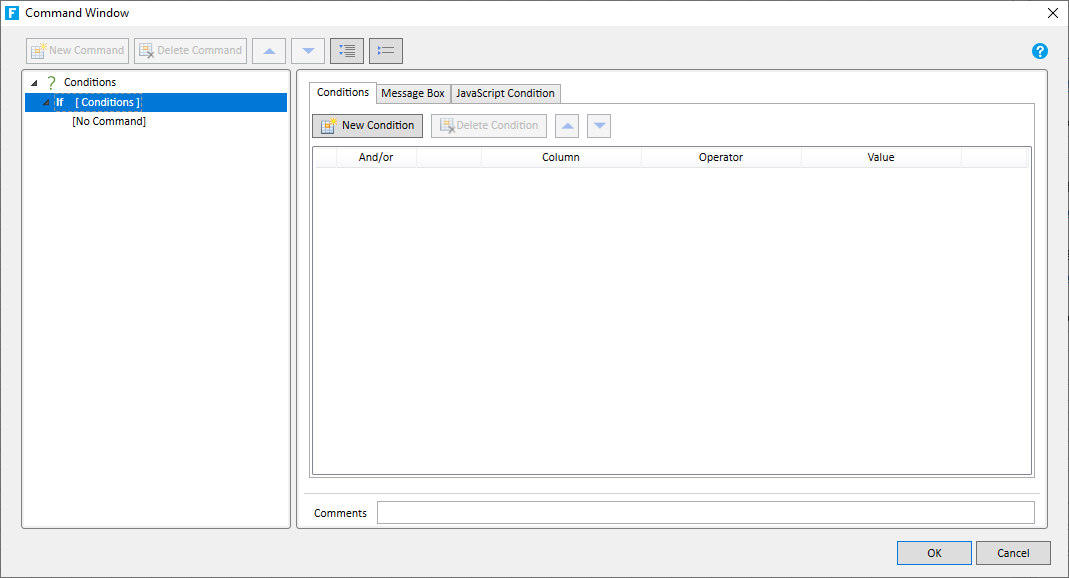 F Command Window
New Command Delete Command
?
? Conditions
If [ Conditions ]
[No Command]
Conditions Message Box JavaScript Condition
New Condition Delete Condition
And/or Column Operator Value
Comments
OK Cancel